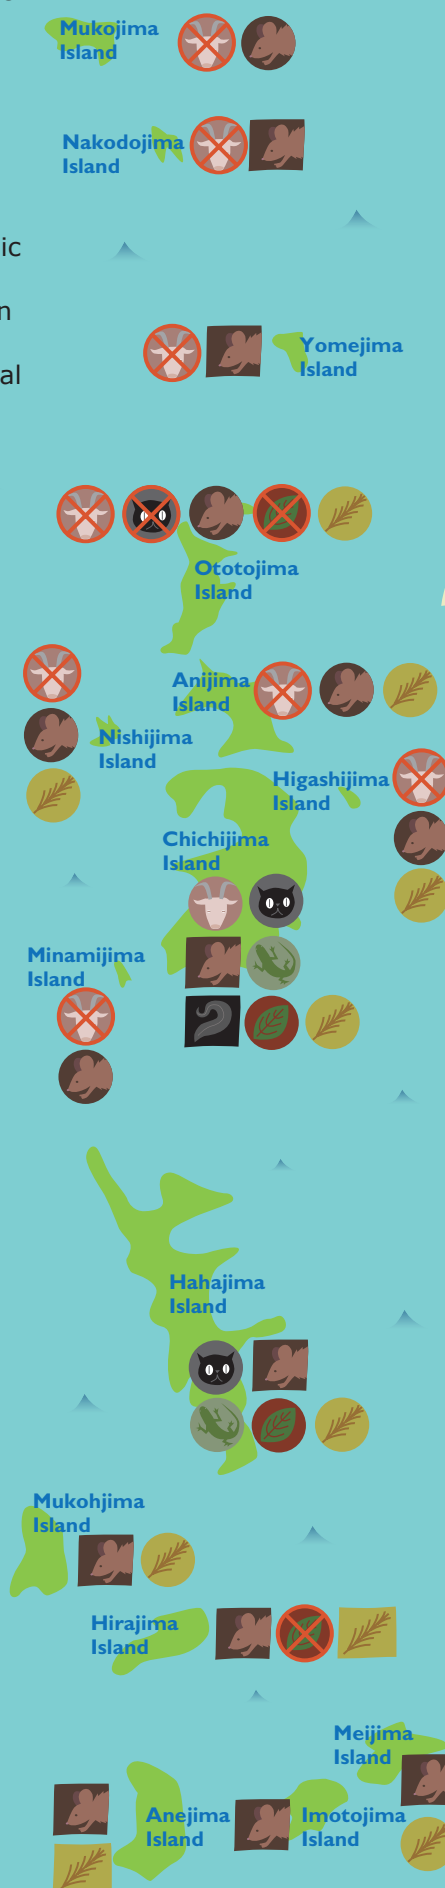 Mukojima
Island
Nakodojima
Island
ic
n
al
Yomejima
Island
Ototojima
Island
Anijima
Island
Nishijima
Island
Higashijima
Island
Chichijima
Island
Minamijima
Island
Hahajima
Island
Mukohjima
Island
Hirajima
Island
Meijima
Island
Anejima
Island
Imotojima
Island